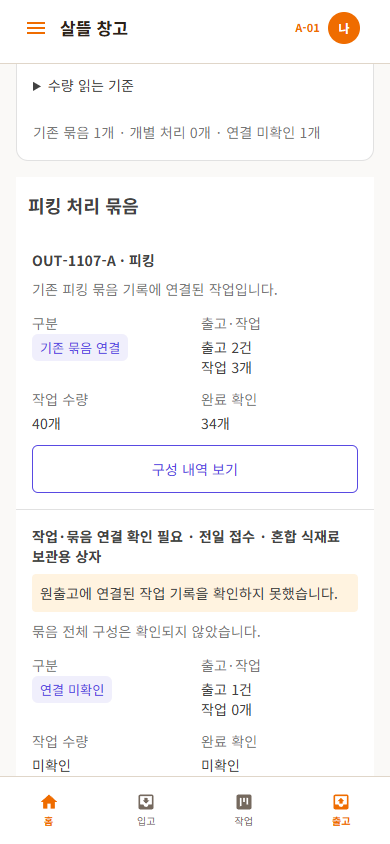 살뜰 창고
A-01
나
▶ 수량 읽는 기준
기존 묶음 1개 · 개별 처리 0개 · 연결 미확인 1개
피킹 처리 묶음
OUT-1107-A · 피킹
기존 피킹 묶음 기록에 연결된 작업입니다.
구분
기존 묶음 연결
출고·작업
출고 2건
작업 3개
작업 수량
40개
완료 확인
34개
구성 내역 보기
작업·묶음 연결 확인 필요 · 전일 접수 · 혼합 식재료
보관용 상자
원출고에 연결된 작업 기록을 확인하지 못했습니다.
묶음 전체 구성은 확인되지 않았습니다.
구분
연결 미확인
출고·작업
출고 1건
작업 0개
작업 수량
미확인
완료 확인
미확인
홈
입고
작업
출고